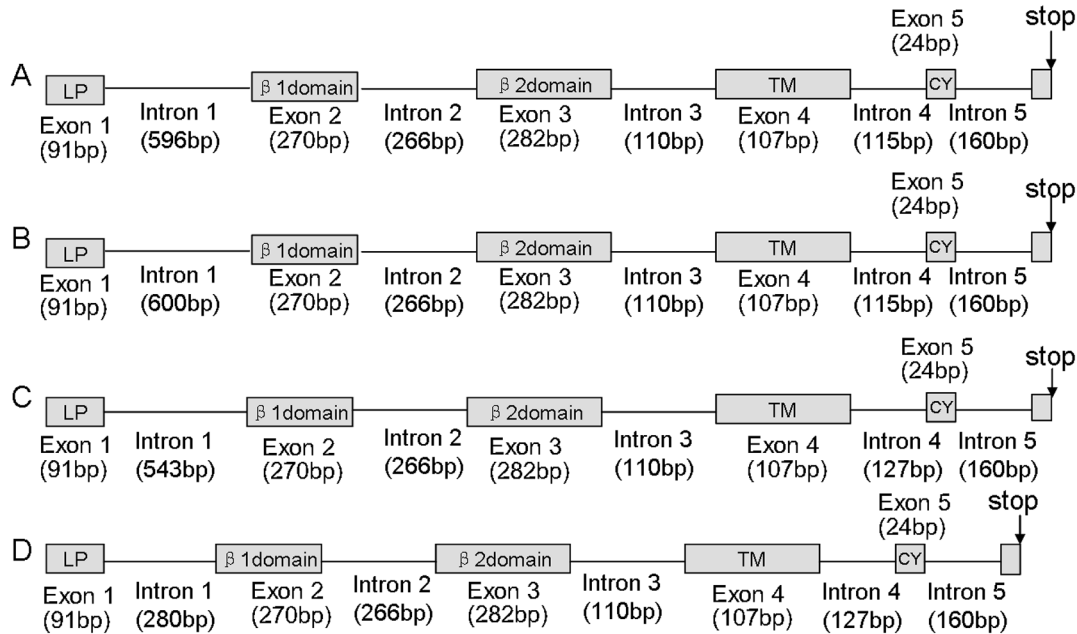 Exon 5
(24bp)
stop
A
LP
β 1domain
β 2domain
TM
CY
Exon 1
(91bp)
Intron 1
(596bp)
Exon 2
(270bp)
Intron 2
(266bp)
Exon 3
(282bp)
Intron 3
(110bp)
Exon 4
(107bp)
Intron 4
(115bp)
Intron 5
(160bp)
Exon 5
(24bp)
stop
B
LP
β 1domain
β 2domain
TM
CY
Exon 1
(91bp)
Intron 1
(600bp)
Exon 2
(270bp)
Intron 2
(266bp)
Exon 3
(282bp)
Intron 3
(110bp)
Exon 4
(107bp)
Intron 4
(115bp)
Intron 5
(160bp)
Exon 5
(24bp)
stop
C
LP
β 1domain
β 2domain
TM
CY
Exon 1
(91bp)
Intron 1
(543bp)
Exon 2
(270bp)
Intron 2
(266bp)
Exon 3
(282bp)
Intron 3
(110bp)
Exon 4
(107bp)
Intron 4
(127bp)
Intron 5
(160bp)
Exon 5
(24bp)
stop
D
LP
β 1domain
β 2domain
TM
CY
Exon 1
(91bp)
Intron 1
(280bp)
Exon 2
(270bp)
Intron 2
(266bp)
Exon 3
(282bp)
Intron 3
(110bp)
Exon 4
(107bp)
Intron 4
(127bp)
Intron 5
(160bp)